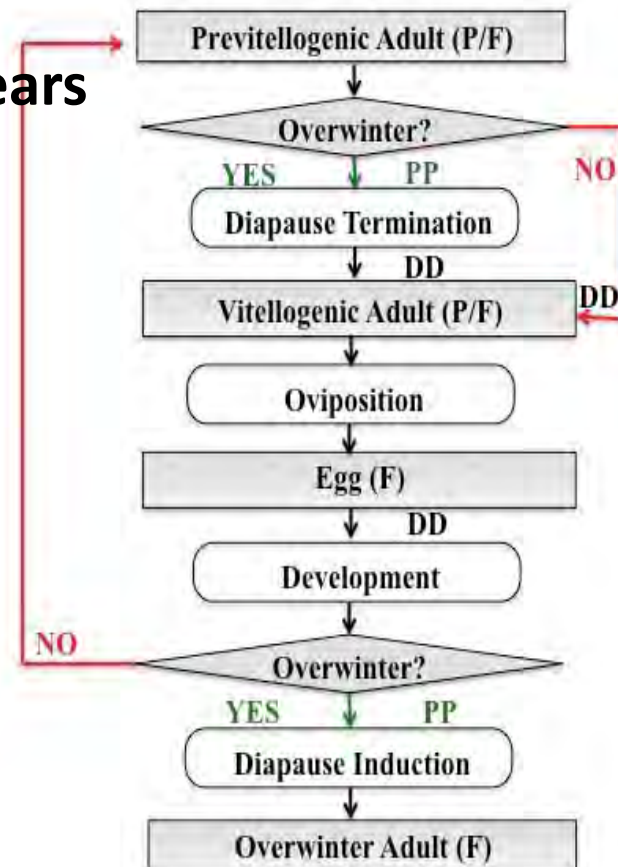 Previtellogenic Adult (P/F)
ears
Overwinter?
YES PP
NO
Diapause Termination
DD
Vitellogenic Adult (P/F)
DD
Oviposition
Egg (F)
DD
Development
NO
Overwinter?
YES PP
Diapause Induction
Overwinter Adult (F)